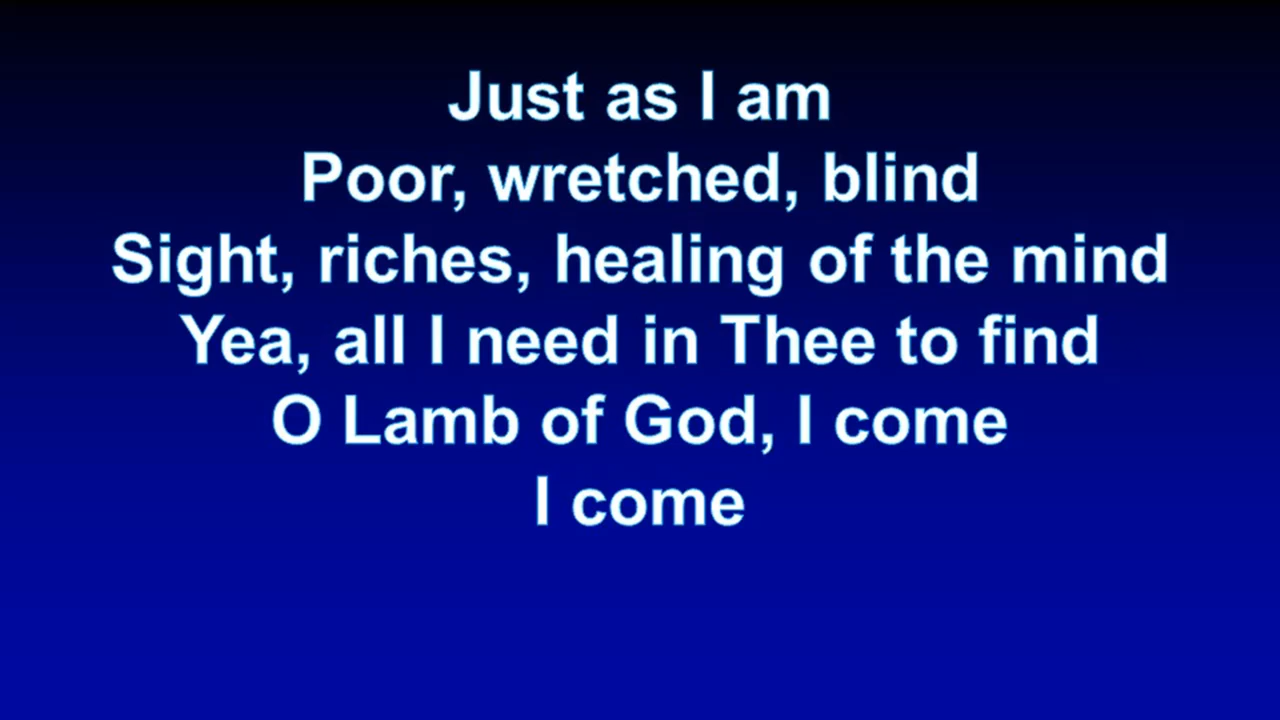 Just as I am
Poor, wretched, blind
Sight, riches, healing of the mind
Yea, all I need in Thee to find
O Lamb of God, I come
I come